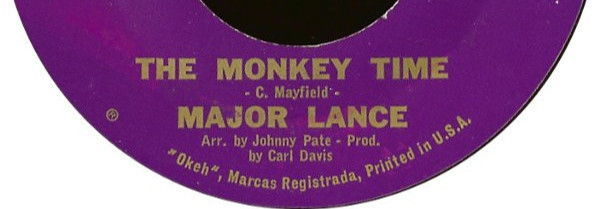 THE MONKEY TIME
- C. Mayfield -
MAJOR LANCE
®
Arr. by Johnny Pate - Prod.
by Carl Davis
"Okeh", Marcas Registrada, Printed in U.S.A.